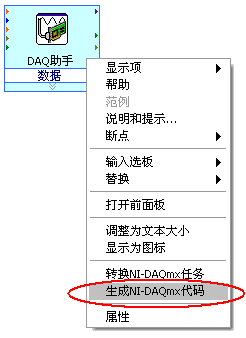 DAQ助手
数据
显示项
帮助
范例
说明和提示...
断点
输入选板
替换
打开前面板
调整为文本大小
显示为图标
转换NI-DAQmx任务
生成NI-DAQmx代码
属性